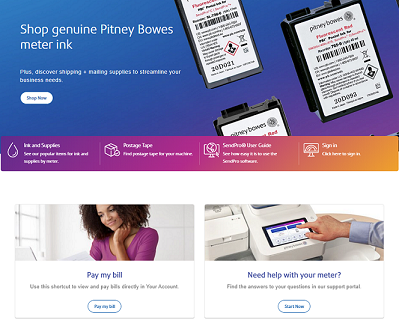 Shop genuine Pitney Bowes
meter ink
Plus, discover shipping + mailing supplies to streamline your
business needs.
Shop Now
Fluorescent Red
20D021
pitney bowes
Fluorescent Red
20D093
pitney bowes
Ink and Supplies
See our popular items for ink and
supplies by meter.
Postage Tape
Find postage tape for your machine.
SendPro® User Guide
See how easy it is to use the
SendPro software.
Sign in
Click here to sign in.
Pay my bill
Use this shortcut to view and pay bills directly in Your Account.
Pay my bill
Need help with your meter?
Find the answers to your questions in our support portal.
Start Now